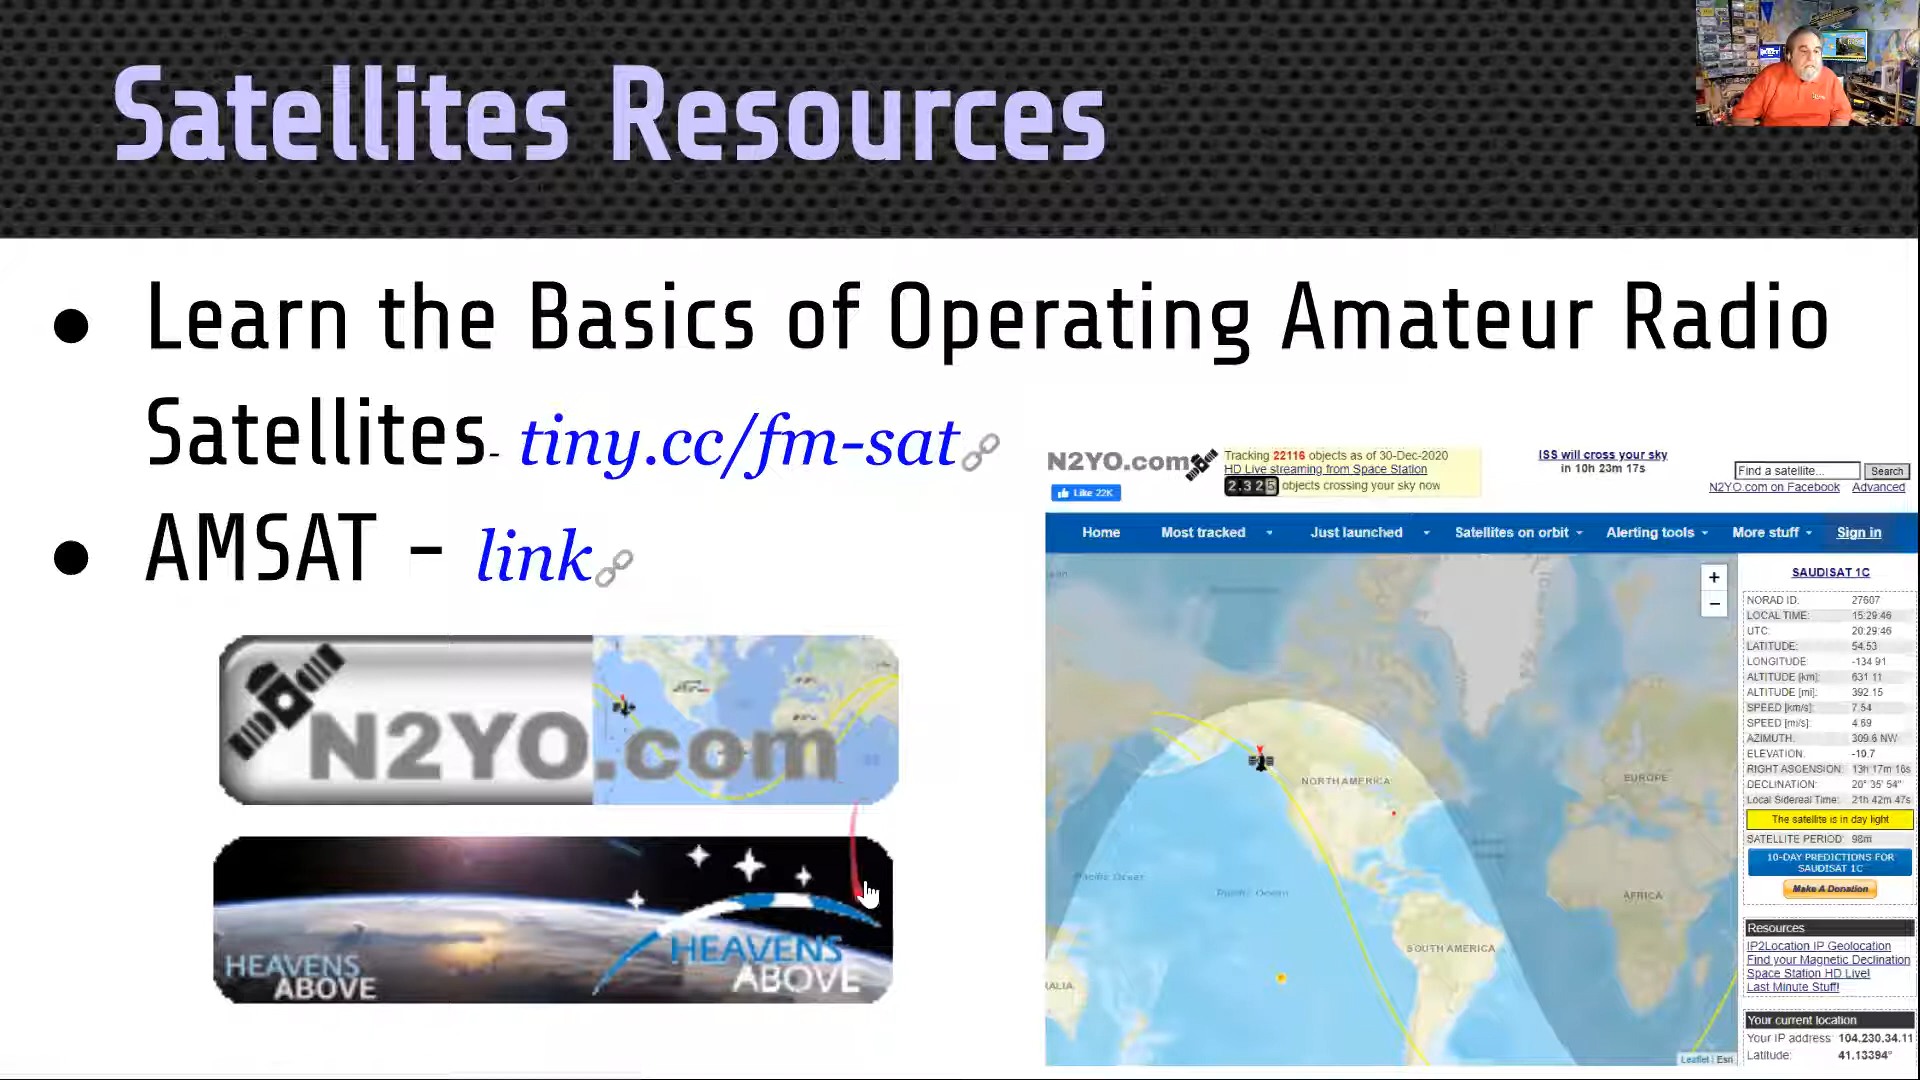 Satellites Resources
• Learn the Basics of Operating Amateur Radio
Satellites- tiny.cc/fm-sat
• AMSAT - link
N2YO.com
HEAVENS
ABOVE
HEAVENS
ABOVE
N2YO.com
Like 22K
Tracking 22116 objects as of 30-Dec-2020
HD Live streaming from Space Station
2,325 objects crossing your sky now
ISS will cross your sky
in 10h 23m 17s
Find a satellite... Search
N2YO.com on Facebook Advanced
Home Most tracked Just launched Satellites on orbit Alerting tools More stuff Sign in
+
−
NORTH AMERICA
EUROPE
Pacific Ocean
Pacific Ocean
AFRICA
SOUTH AMERICA
ALIA
Leaflet | Esri
SAUDISAT 1C
NORAD ID: 27607
LOCAL TIME: 15:29:46
UTC: 20:29:46
LATITUDE: 54.53
LONGITUDE: -134.91
ALTITUDE [km]: 631.11
ALTITUDE [mi]: 392.15
SPEED [km/s]: 7.54
SPEED [mi/s]: 4.69
AZIMUTH: 309.6 NW
ELEVATION: -19.7
RIGHT ASCENSION: 13h 17m 16s
DECLINATION: 20° 35' 54"
Local Sidereal Time: 21h 42m 47s
The satellite is in day light
SATELLITE PERIOD: 98m
10-DAY PREDICTIONS FOR
SAUDISAT 1C
Make A Donation
Resources
IP2Location IP Geolocation
Find your Magnetic Declination
Space Station HD Live!
Last Minute Stuff!
Your current location
Your IP address: 104.230.34.11
Latitude: 41.13394°